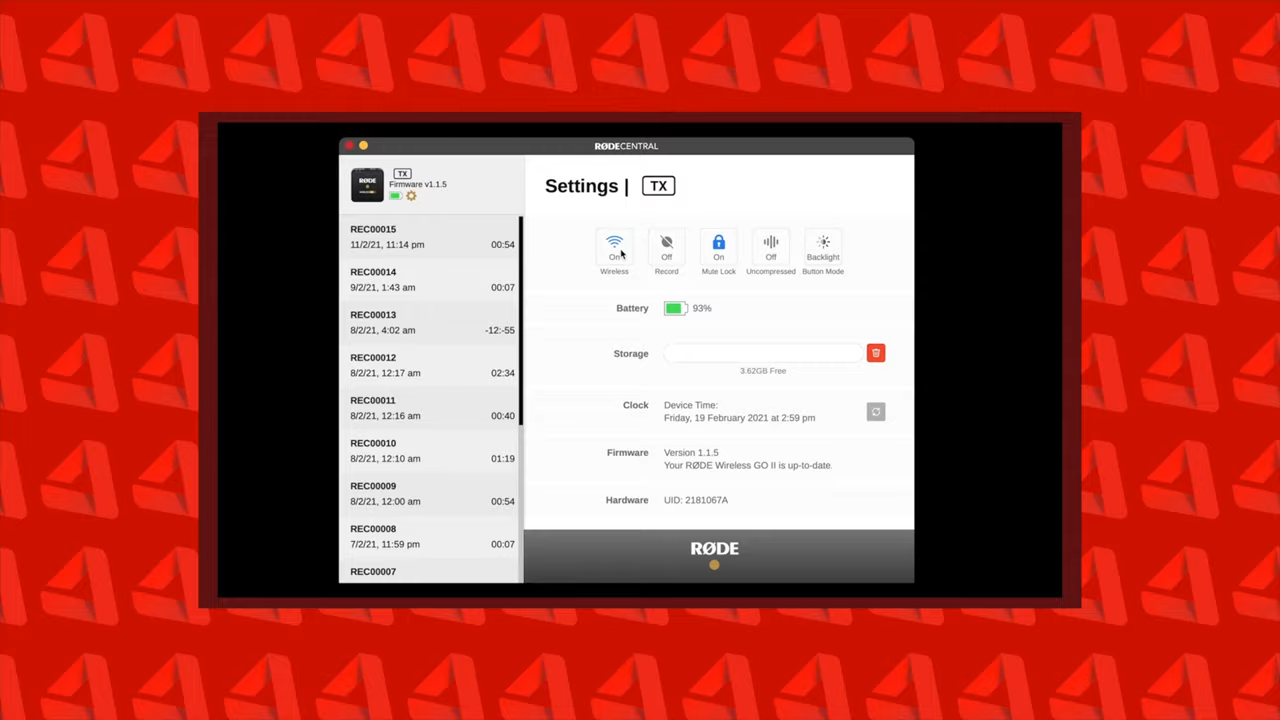 RØDECENTRAL
RØDE
TX
Firmware v1.1.5
REC00015
11/2/21, 11:14 pm 00:54
REC00014
9/2/21, 1:43 am 00:07
REC00013
8/2/21, 4:02 am -12:-55
REC00012
8/2/21, 12:17 am 02:34
REC00011
8/2/21, 12:16 am 00:40
REC00010
8/2/21, 12:10 am 01:19
REC00009
8/2/21, 12:00 am 00:54
REC00008
7/2/21, 11:59 pm 00:07
REC00007
Settings | TX
On Off On Off Backlight
Wireless Record Mute Lock Uncompressed Button Mode
Battery 93%
Storage
3.62GB Free
Clock Device Time:
Friday, 19 February 2021 at 2:59 pm
Firmware Version 1.1.5
Your RØDE Wireless GO II is up-to-date.
Hardware UID: 2181067A
RØDE